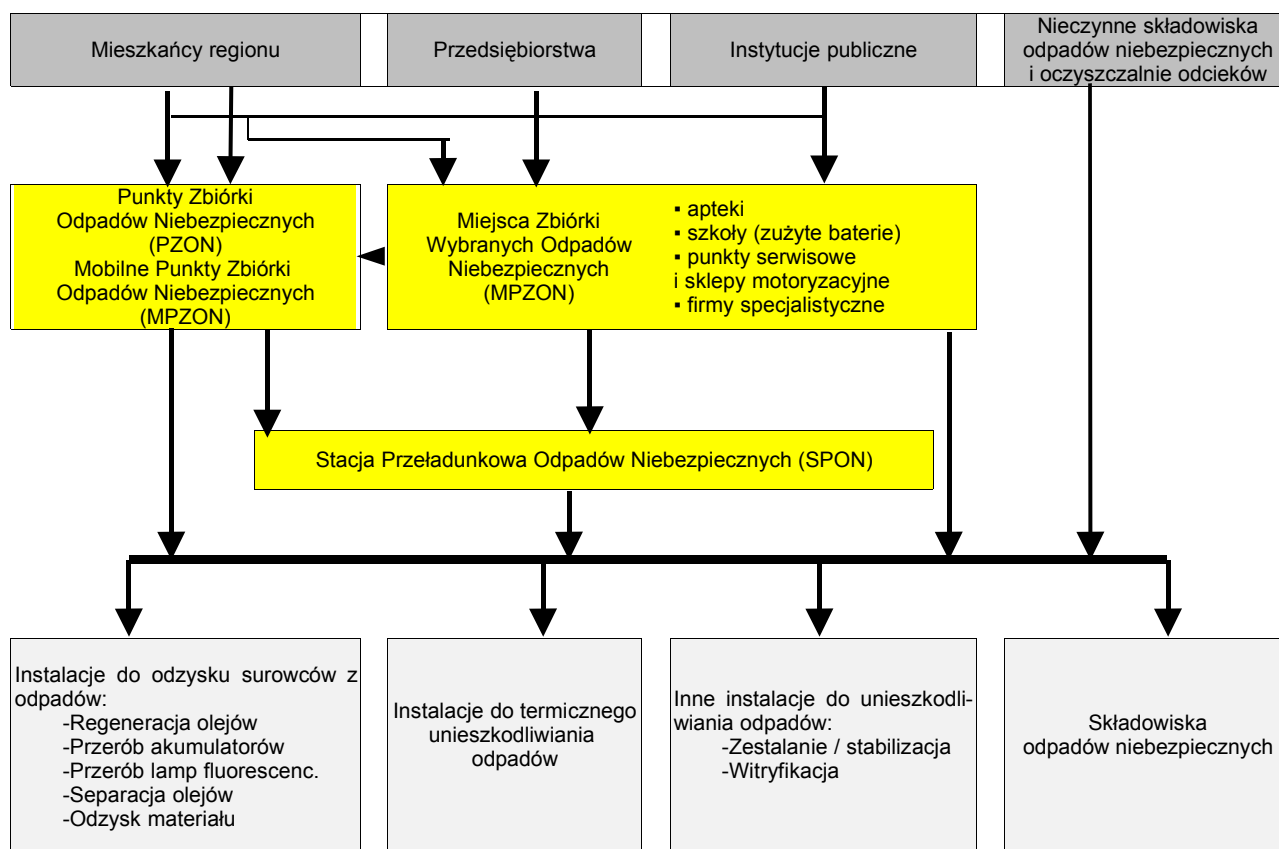 Mieszkańcy regionu
Przedsiębiorstwa
Instytucje publiczne
Nieczynne składowiska
odpadów niebezpiecznych
i oczyszczalnie odcieków
Punkty Zbiórki
Odpadów Niebezpiecznych
(PZON)
Mobilne Punkty Zbiórki
Odpadów Niebezpiecznych
(MPZON)
Miejsca Zbiórki
Wybranych Odpadów
Niebezpiecznych
(MPZON)
▪ apteki
▪ szkoły (zużyte baterie)
▪ punkty serwisowe
i sklepy motoryzacyjne
▪ firmy specjalistyczne
Stacja Przeładunkowa Odpadów Niebezpiecznych (SPON)
Instalacje do odzysku surowców z
odpadów:
-Regeneracja olejów
-Przerób akumulatorów
-Przerób lamp fluorescenc.
-Separacja olejów
-Odzysk materiału
Instalacje do termicznego
unieszkodliwiania
odpadów
Inne instalacje do unieszkodli-
wiania odpadów:
-Zestalanie / stabilizacja
-Witryfikacja
Składowiska
odpadów niebezpiecznych